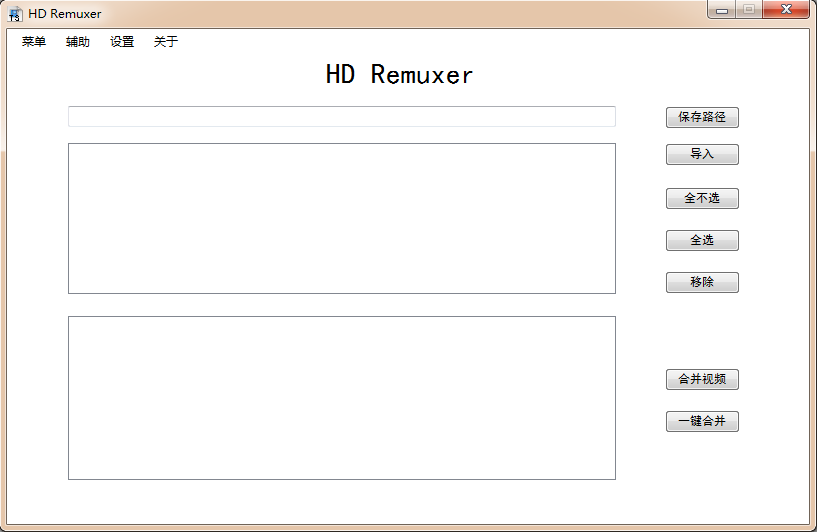 HD Remuxer
菜单 辅助 设置 关于
HD Remuxer
保存路径
导入
全不选
全选
移除
合并视频
一键合并